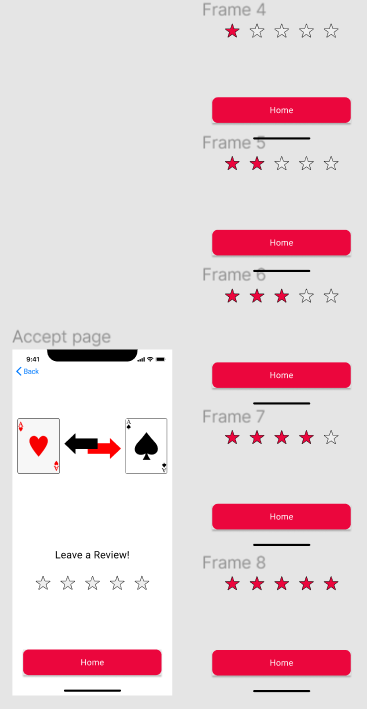 Frame 4
Home
Frame 5
Home
Frame 6
Home
Accept page
9:41
Back
A
A
A
A
Leave a Review!
Home
Frame 7
Home
Frame 8
Home